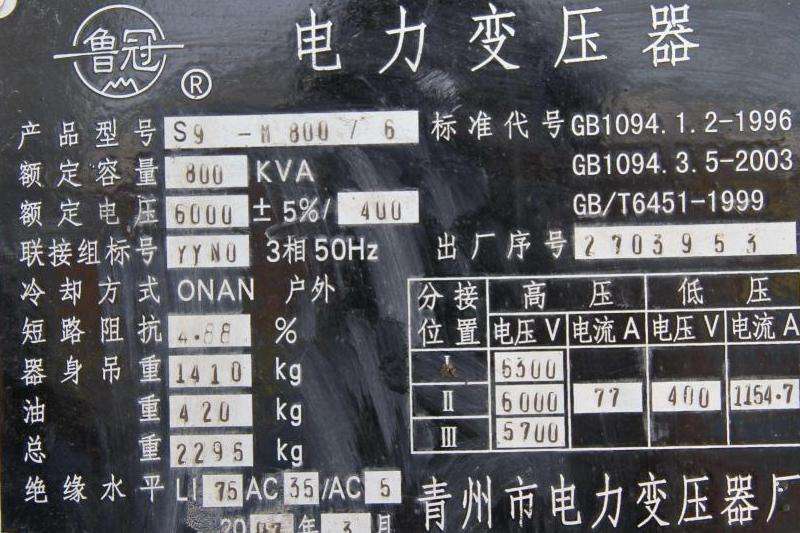 鲁冠 ® 电力变压器
产品型号 S9 -M 800 / 6 标准代号 GB1094.1.2-1996
额定容量 800 KVA GB1094.3.5-2003
额定电压 6000 ±5%/ 400 GB/T6451-1999
联接组标号 YYN0 3相50Hz 出厂序号 2703953
冷却方式 ONAN 户外
短路阻抗 4.88 %
器身吊重 1410 kg
油重 420 kg
总重 2295 kg
绝缘水平 LI 75 AC 35 /AC 5
2007年3月
分接位置 高压 低压
电压V 电流A 电压V 电流A
I 6300
II 6000 77 400 1154.7
III 5700
青州市电力变压器厂